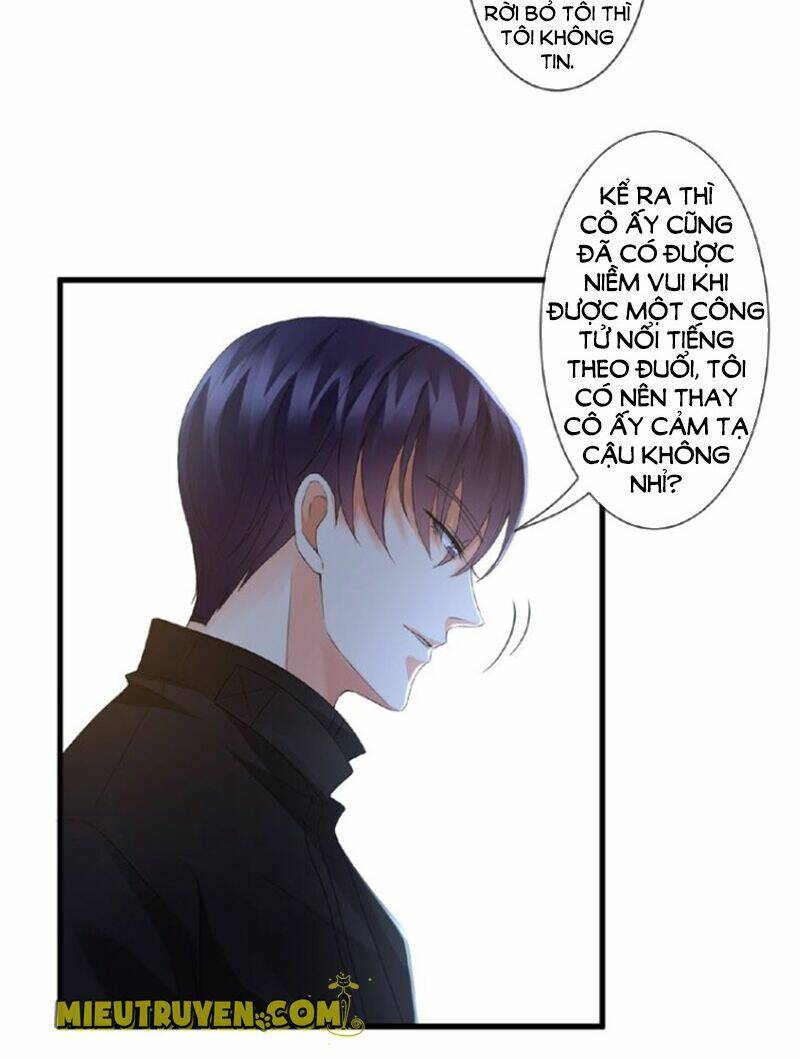 RỜI BỎ TÔI THÌ
TÔI KHÔNG
TIN.
KỂ RA THÌ
CÔ ẤY CŨNG
ĐÃ CÓ ĐƯỢC
NIỀM VUI KHI
ĐƯỢC MỘT CÔNG
TỬ NỔI TIẾNG
THEO ĐUỔI, TÔI
CÓ NÊN THAY
CÔ ẤY CẢM TẠ
CẬU KHÔNG
NHỈ?
MIEUTRUYEN.COM